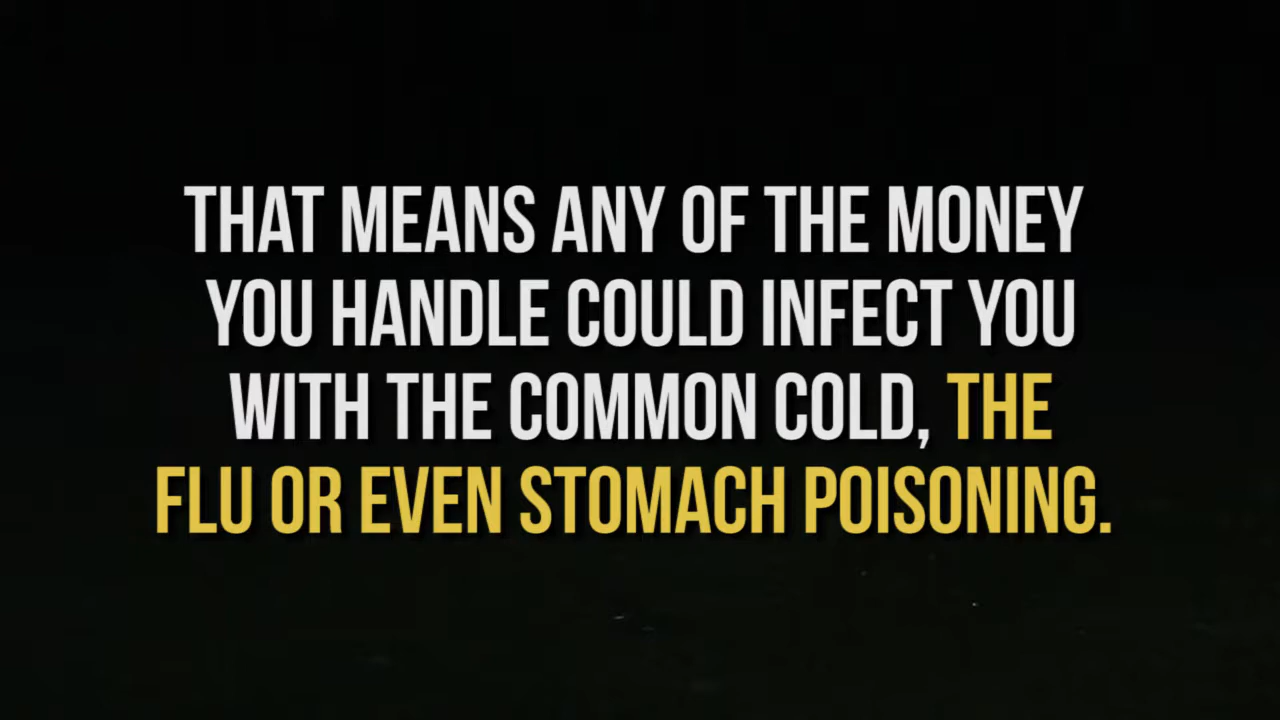 THAT MEANS ANY OF THE MONEY
YOU HANDLE COULD INFECT YOU
WITH THE COMMON COLD, THE
FLU OR EVEN STOMACH POISONING.